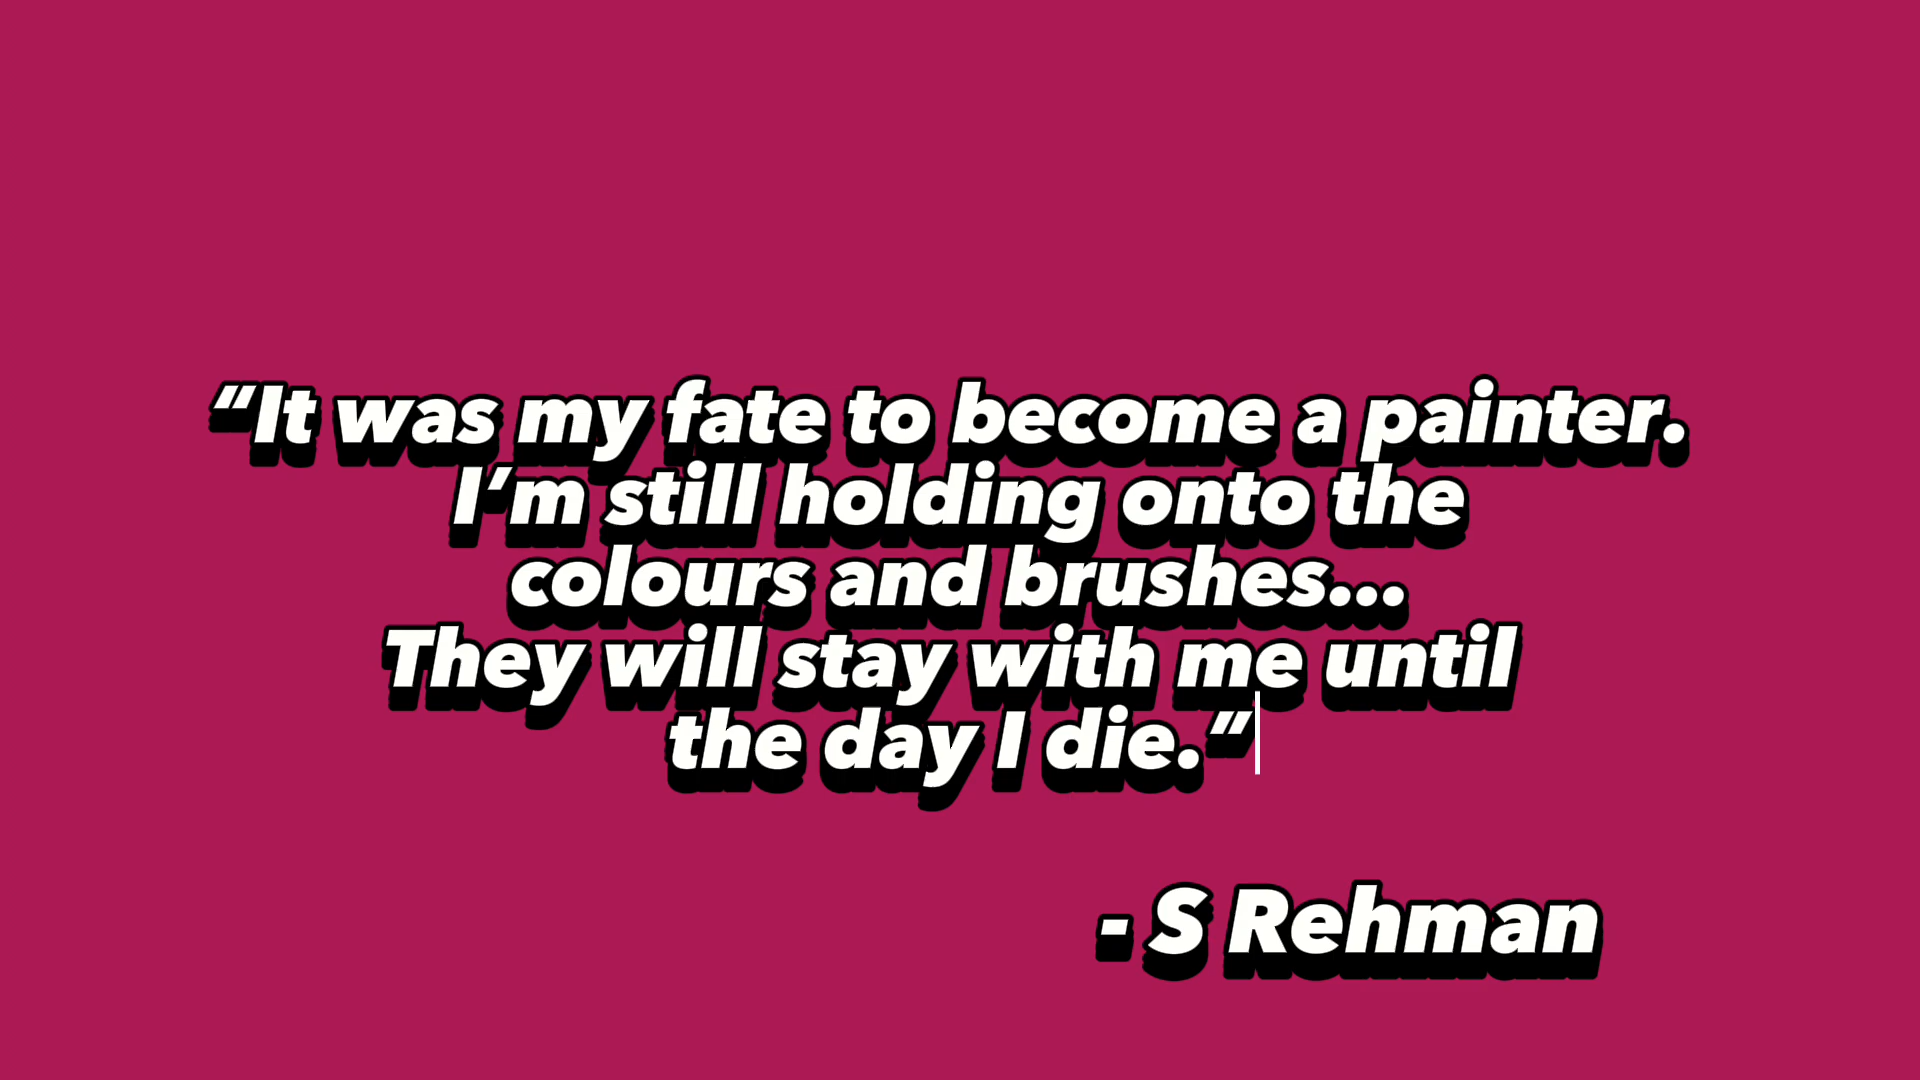 “It was my fate to become a painter.
I’m still holding onto the
colours and brushes...
They will stay with me until
the day I die.”
- S Rehman